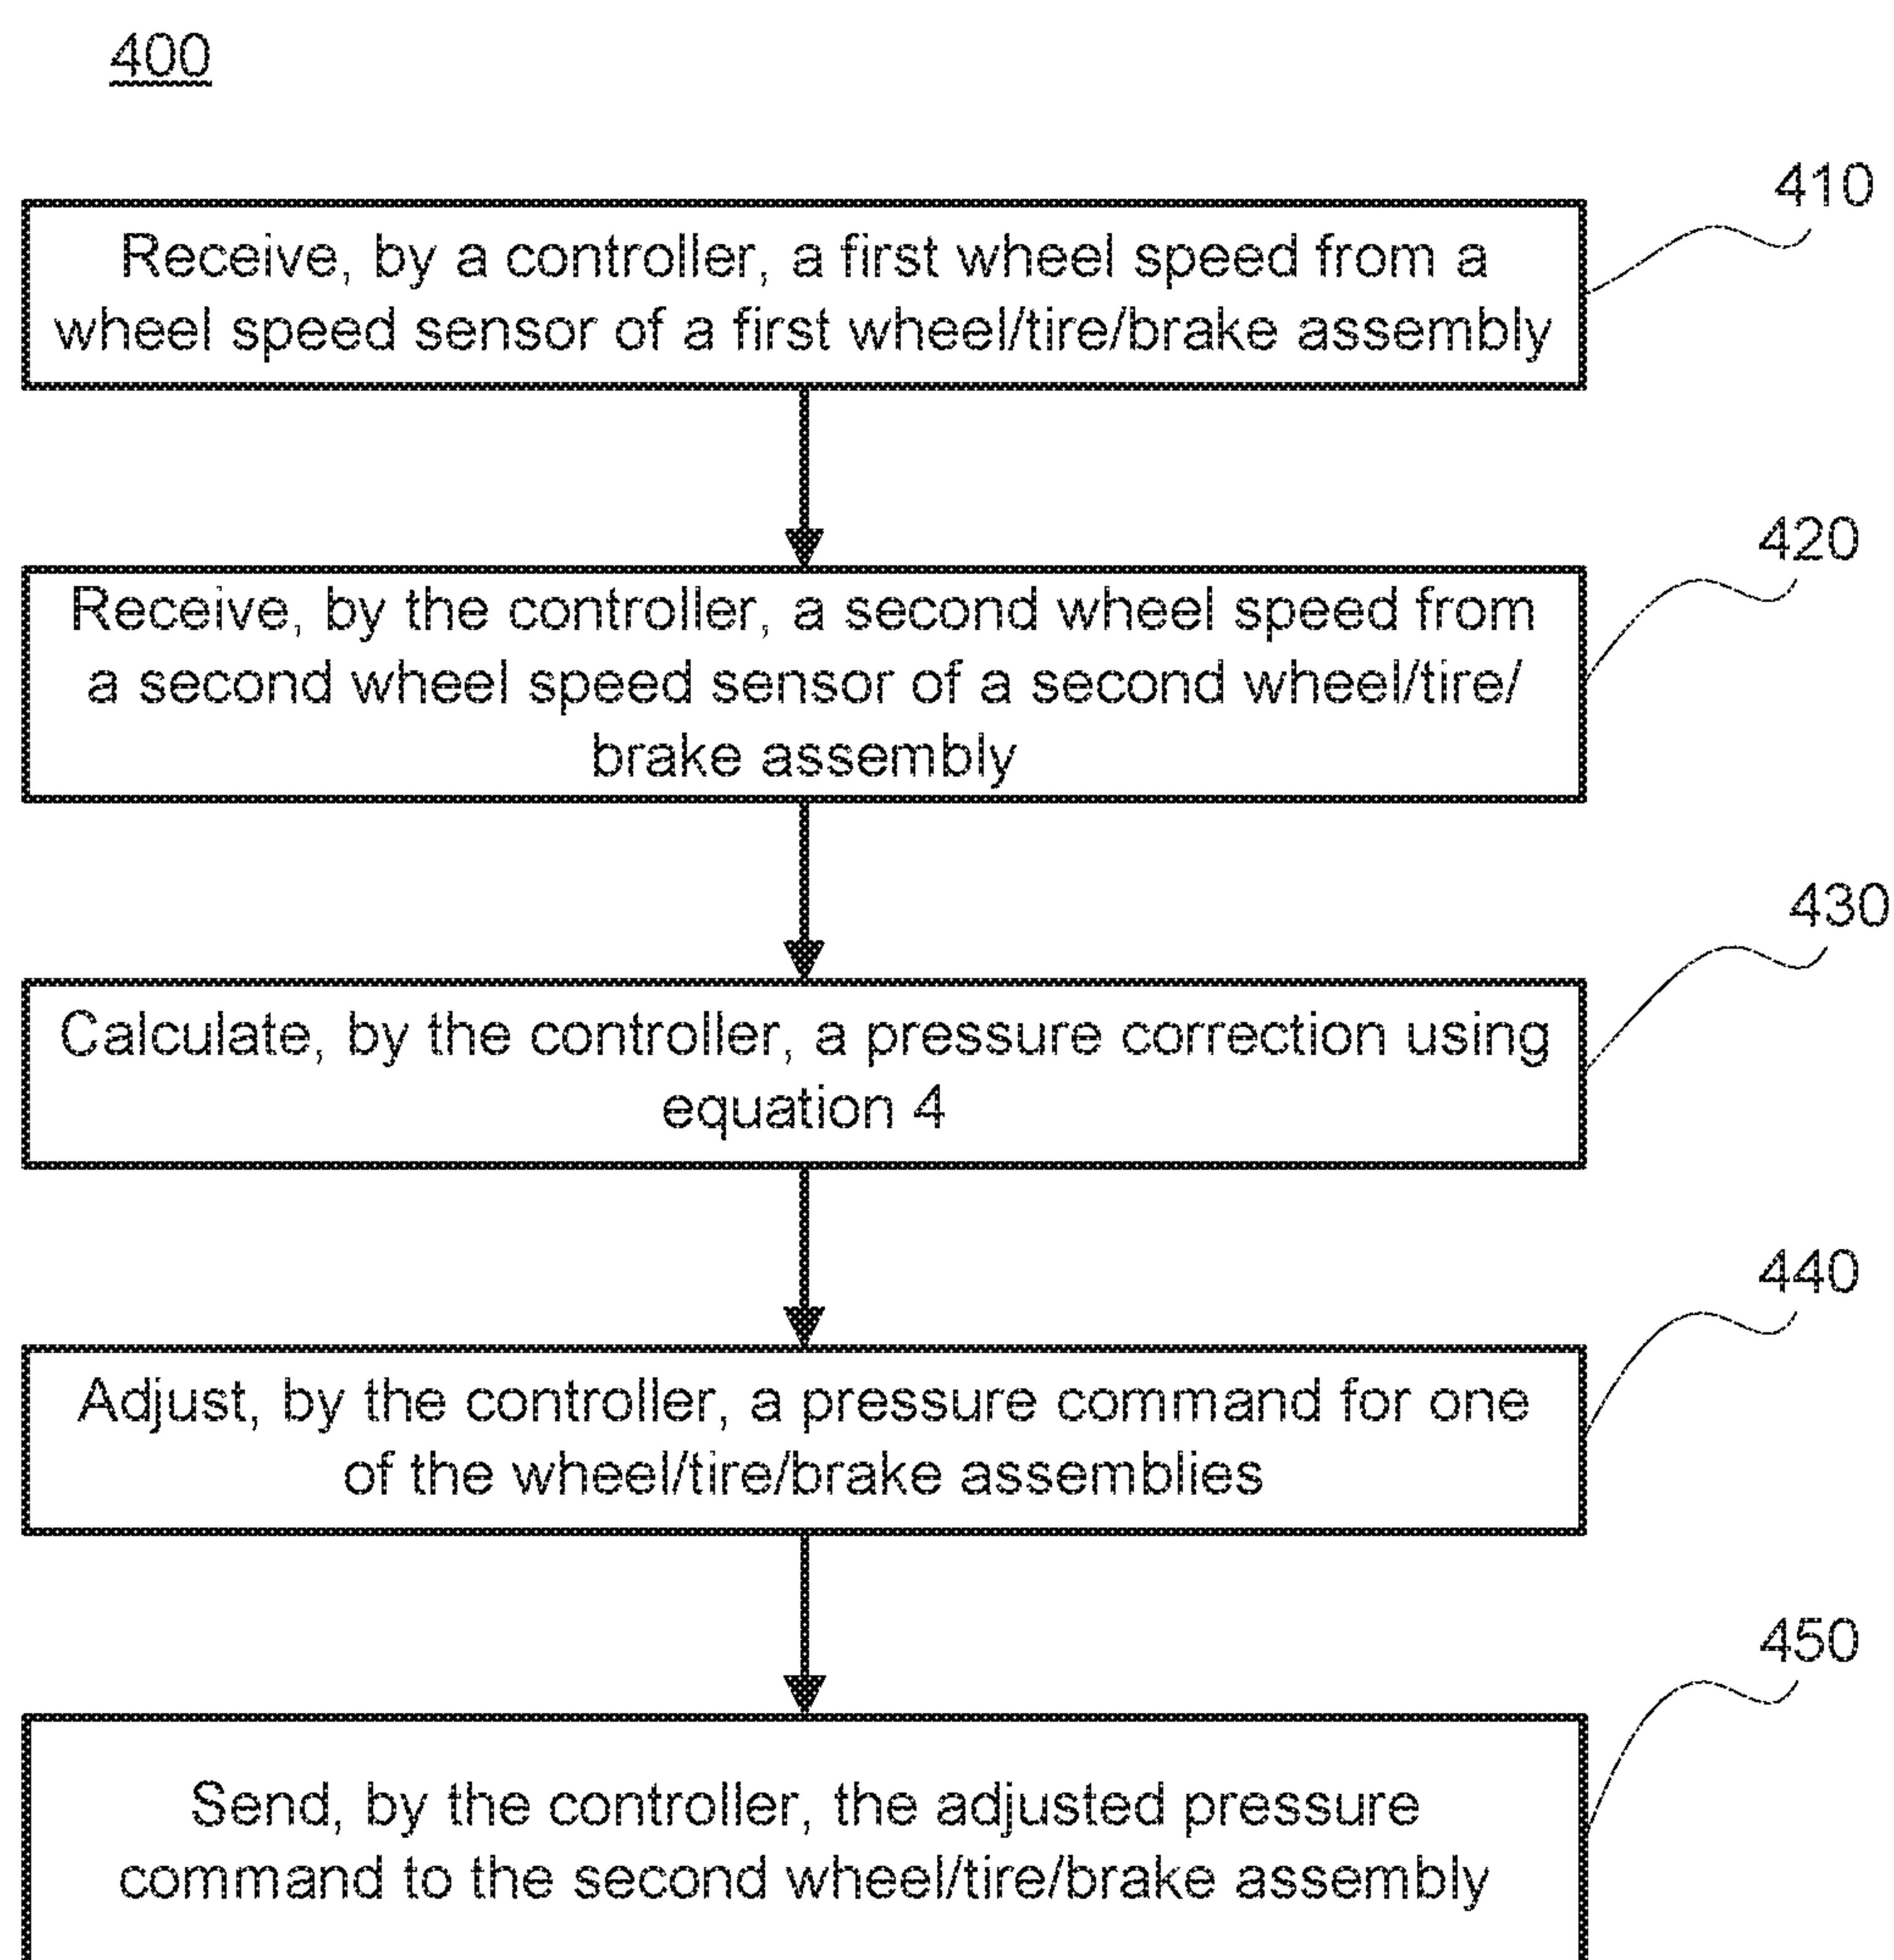 400
410
Receive, by a controller, a first wheel speed from a
wheel speed sensor of a first wheel/tire/brake assembly
420
Receive, by the controller, a second wheel speed from
a second wheel speed sensor of a second wheel/tire/
brake assembly
430
Calculate, by the controller, a pressure correction using
equation 4
440
Adjust, by the controller, a pressure command for one
of the wheel/tire/brake assemblies
450
Send, by the controller, the adjusted pressure
command to the second wheel/tire/brake assembly